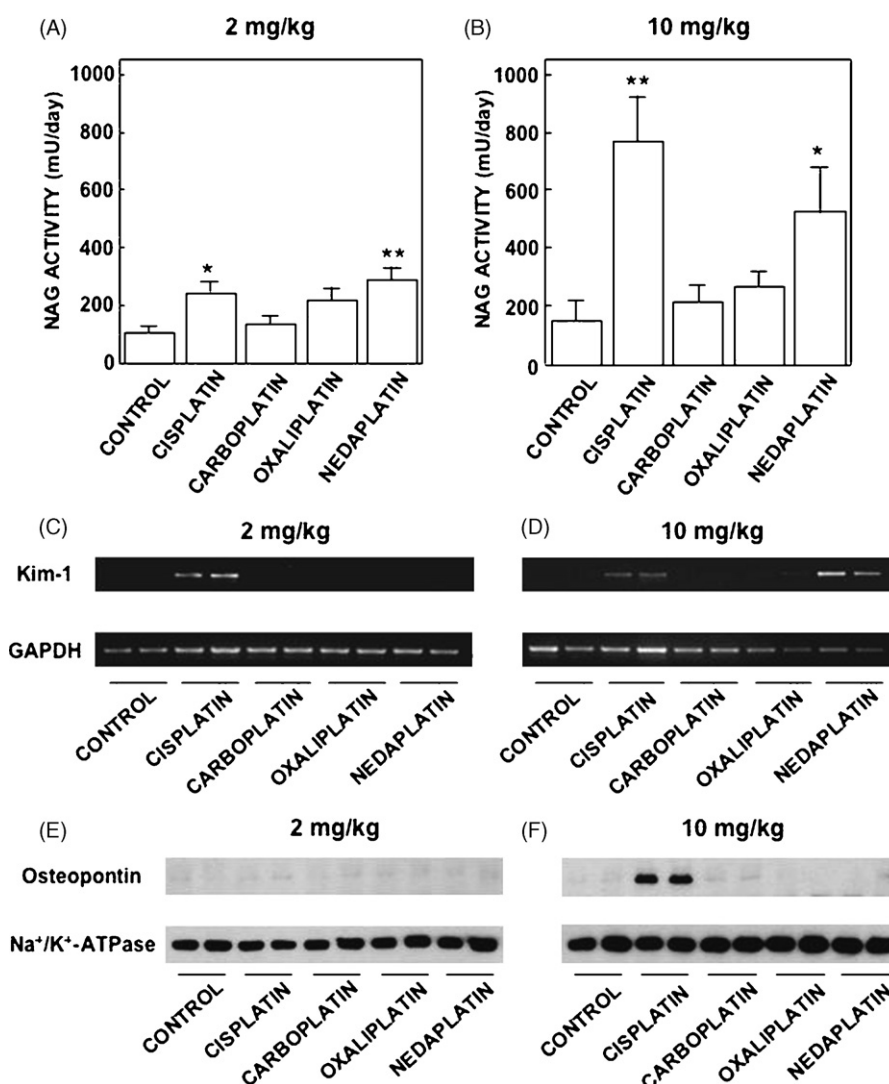 (A) 2 mg/kg
1000
800
600
400
200
0
NAG ACTIVITY (mU/day)
*
**
CONTROL
CISPLATIN
CARBOPLATIN
OXALIPLATIN
NEDAPLATIN
(B) 10 mg/kg
1000
800
600
400
200
0
NAG ACTIVITY (mU/day)
**
*
CONTROL
CISPLATIN
CARBOPLATIN
OXALIPLATIN
NEDAPLATIN
(C) 2 mg/kg
(D) 10 mg/kg
Kim-1
GAPDH
CONTROL
CISPLATIN
CARBOPLATIN
OXALIPLATIN
NEDAPLATIN
CONTROL
CISPLATIN
CARBOPLATIN
OXALIPLATIN
NEDAPLATIN
(E) 2 mg/kg
(F) 10 mg/kg
Osteopontin
Na⁺/K⁺-ATPase
CONTROL
CISPLATIN
CARBOPLATIN
OXALIPLATIN
NEDAPLATIN
CONTROL
CISPLATIN
CARBOPLATIN
OXALIPLATIN
NEDAPLATIN